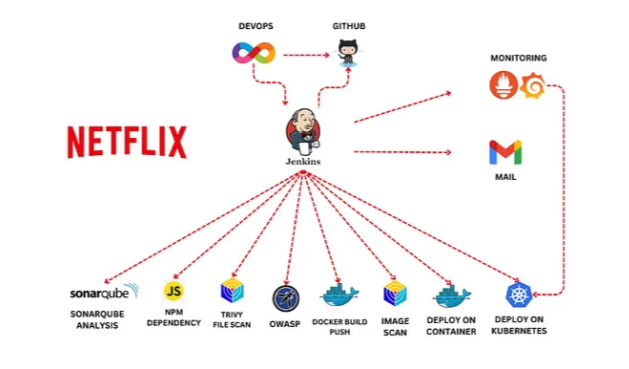 DEVOPS
GITHUB
MONITORING
NETFLIX
Jenkins
MAIL
sonarqube
JS
SONARQUBE
ANALYSIS
NPM
DEPENDENCY
TRIVY
FILE SCAN
OWASP
DOCKER BUILD
PUSH
IMAGE
SCAN
DEPLOY ON
CONTAINER
DEPLOY ON
KUBERNETES